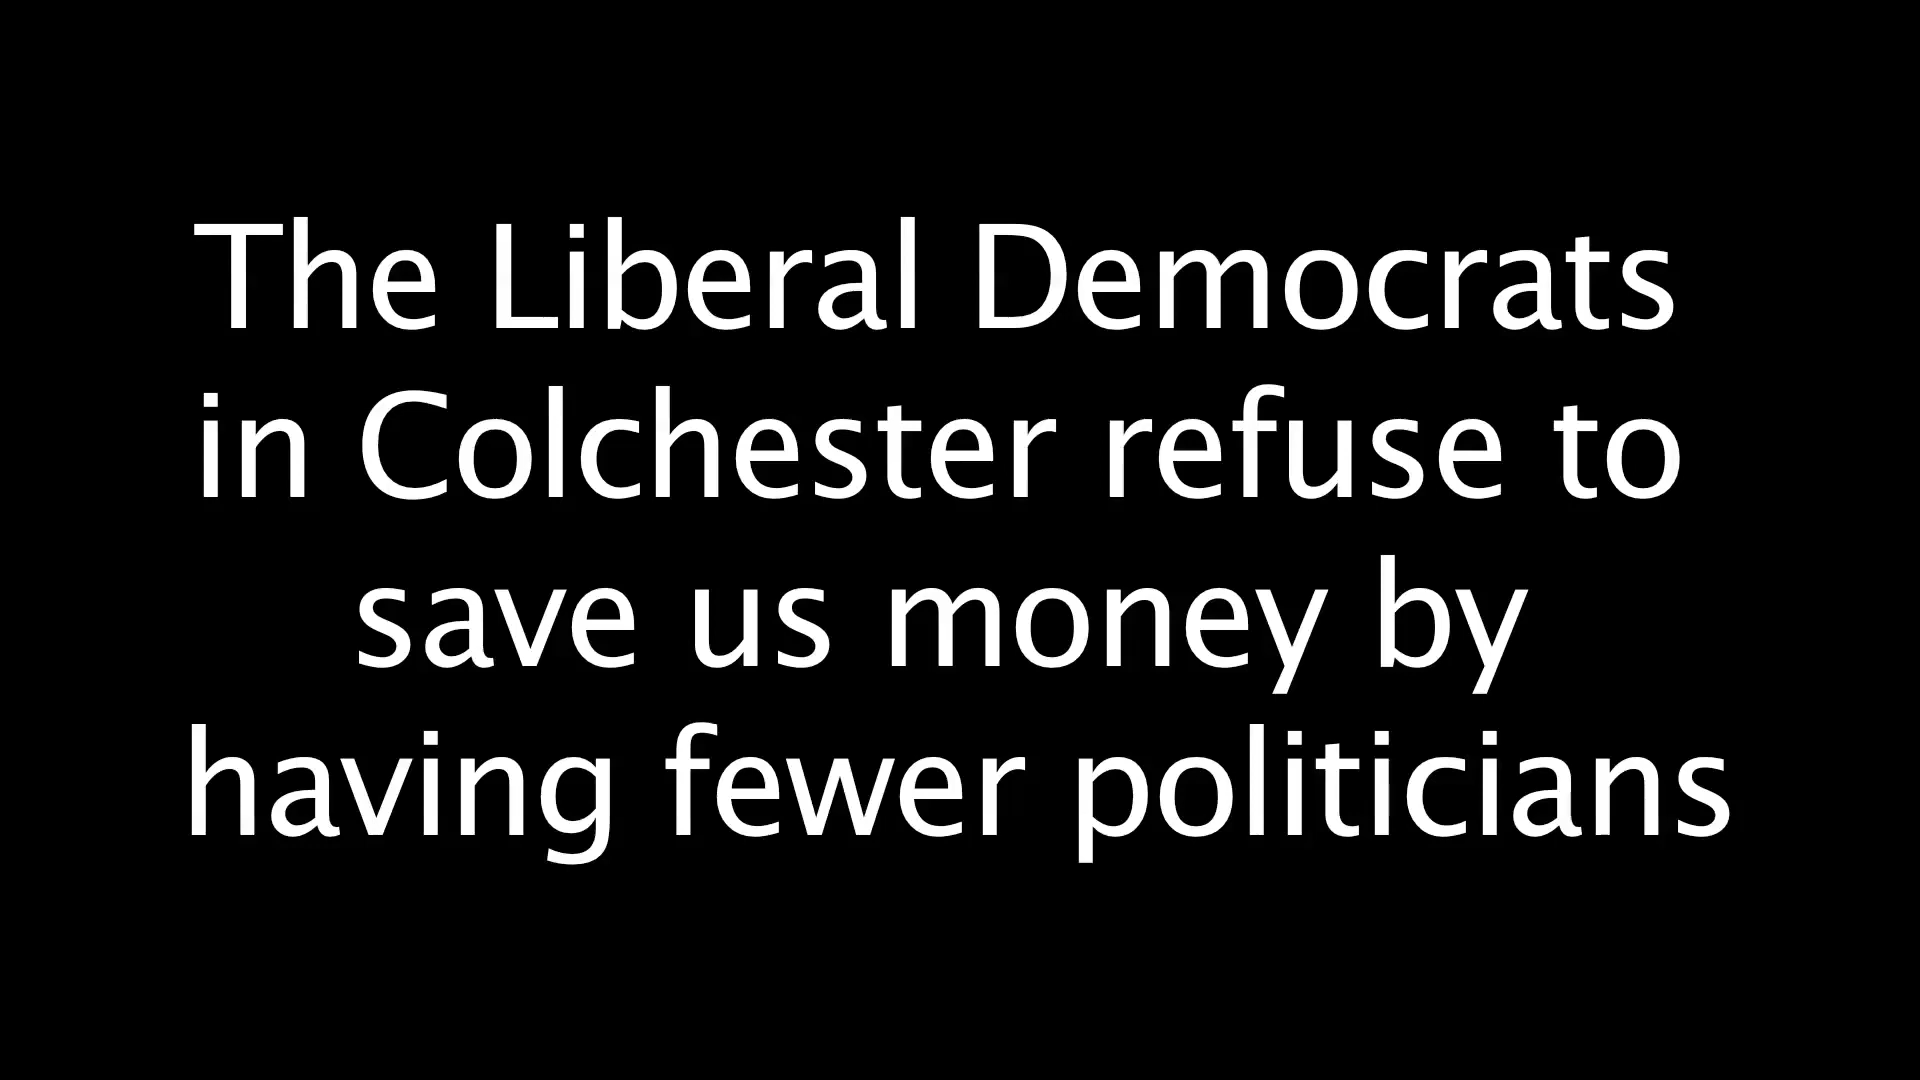 The Liberal Democrats
in Colchester refuse to
save us money by
having fewer politicians